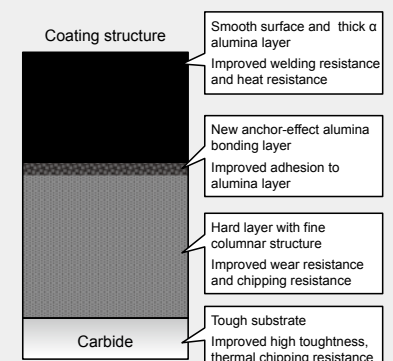 Coating structure
Smooth surface and thick α
alumina layer
Improved welding resistance
and heat resistance
New anchor-effect alumina
bonding layer
Improved adhesion to
alumina layer
Hard layer with fine
columnar structure
Improved wear resistance
and chipping resistance
Carbide
Tough substrate
Improved high toughtness,
thermal chipping resistance